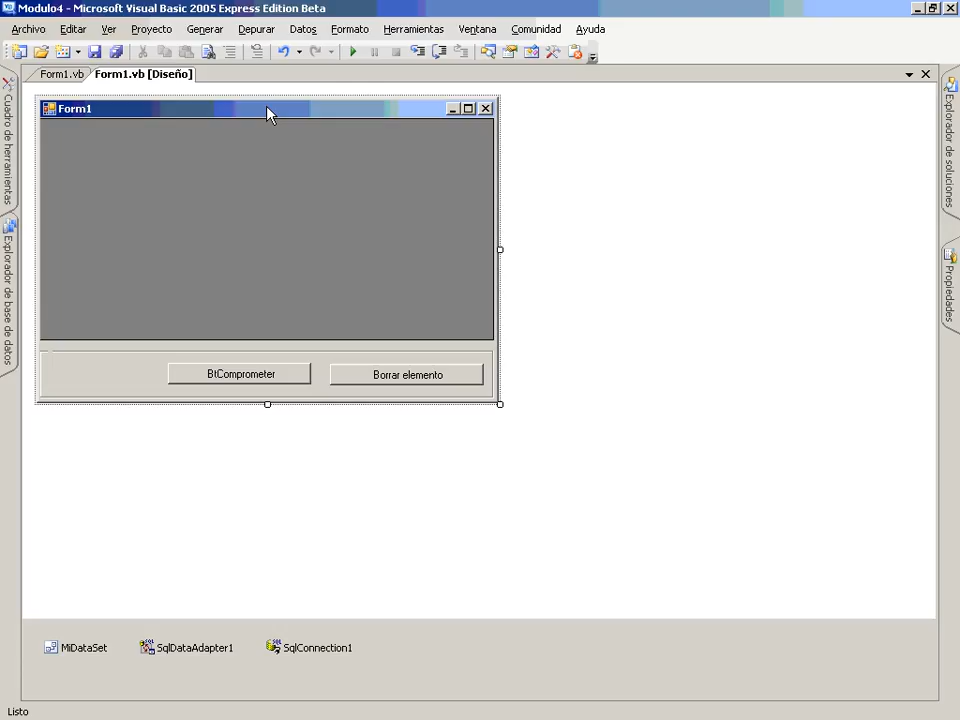 Modulo4 - Microsoft Visual Basic 2005 Express Edition Beta
Archivo Editar Ver Proyecto Generar Depurar Datos Formato Herramientas Ventana Comunidad Ayuda
Form1.vb Form1.vb [Diseño]
Cuadro de herramientas
Explorador de base de datos
Form1
BtComprometer Borrar elemento
Explorador de soluciones
Propiedades
MiDataSet SqlDataAdapter1 SqlConnection1
Listo